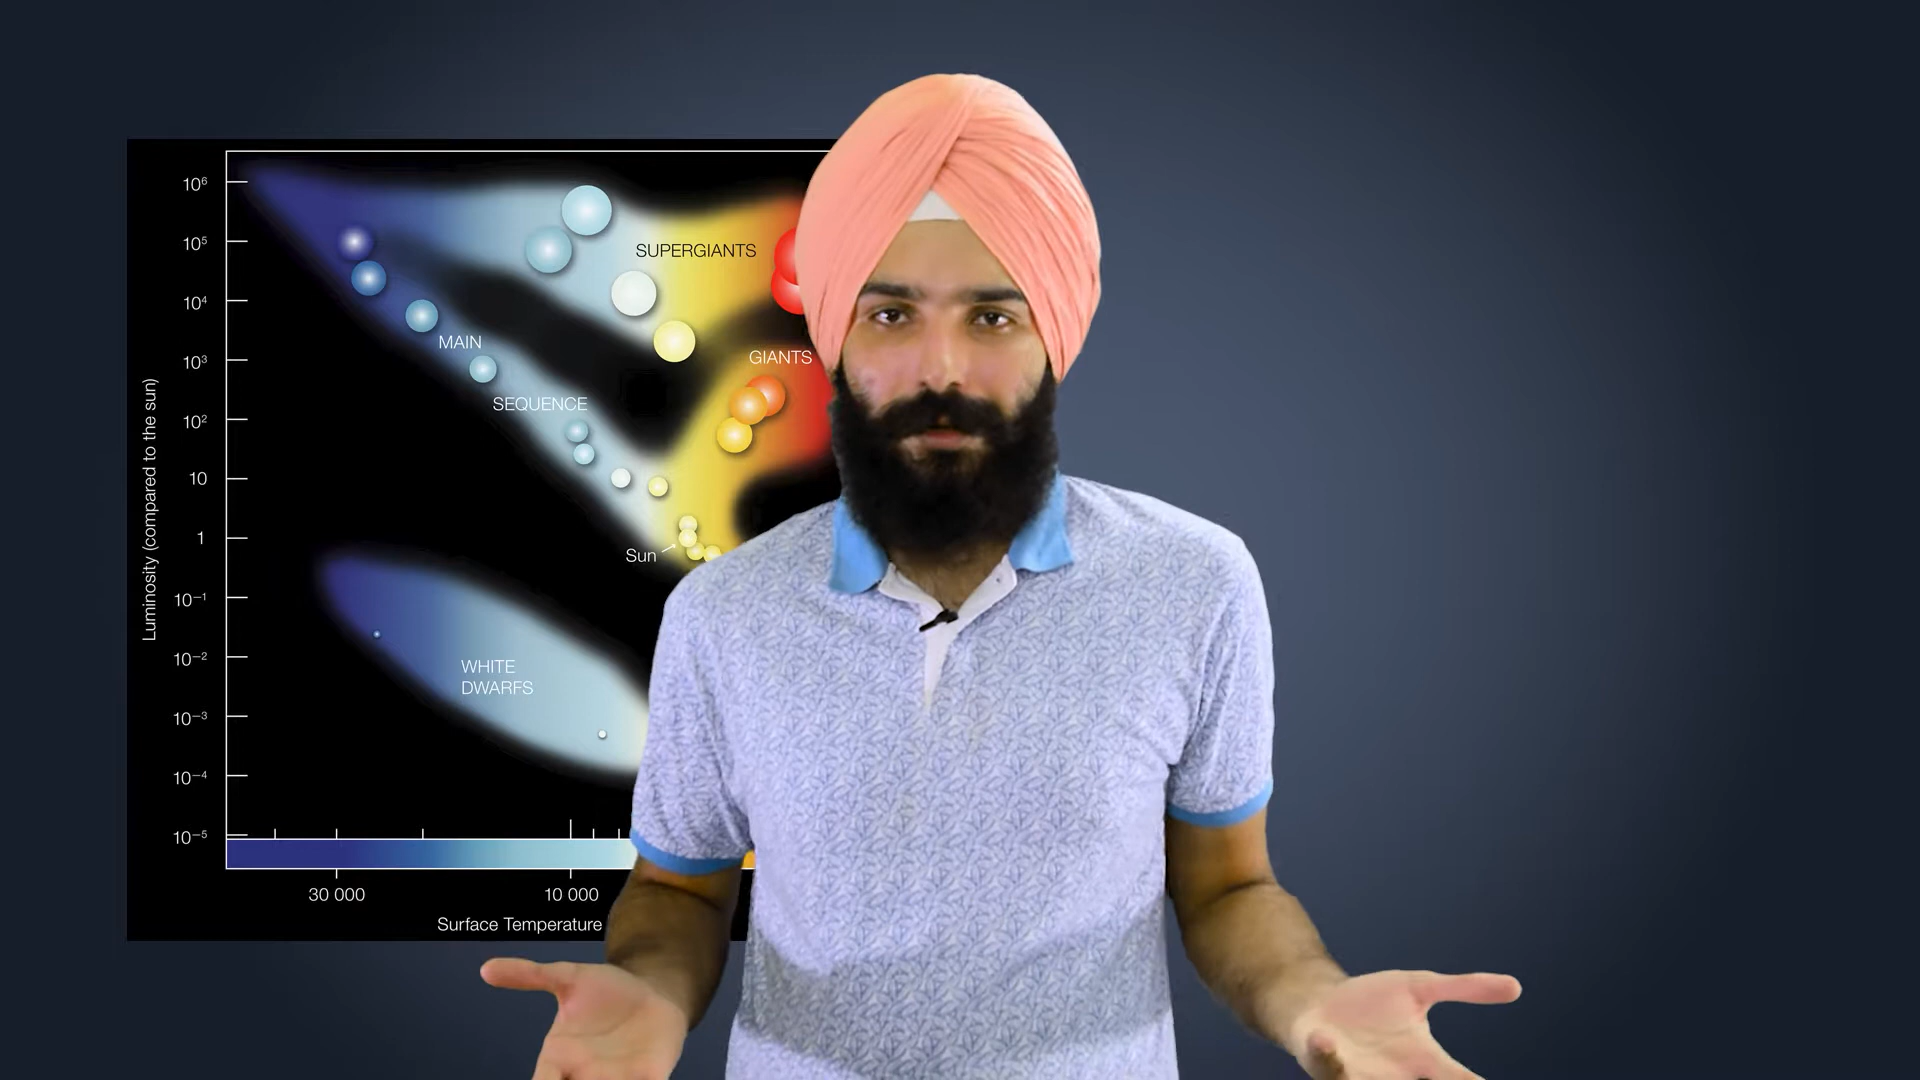 10⁶
10⁵
SUPERGIANTS
10⁴
MAIN
10³
GIANTS
SEQUENCE
10²
10
1
Sun
10⁻¹
10⁻²
WHITE
DWARFS
10⁻³
10⁻⁴
10⁻⁵
30 000 10 000
Surface Temperature
Luminosity (compared to the sun)